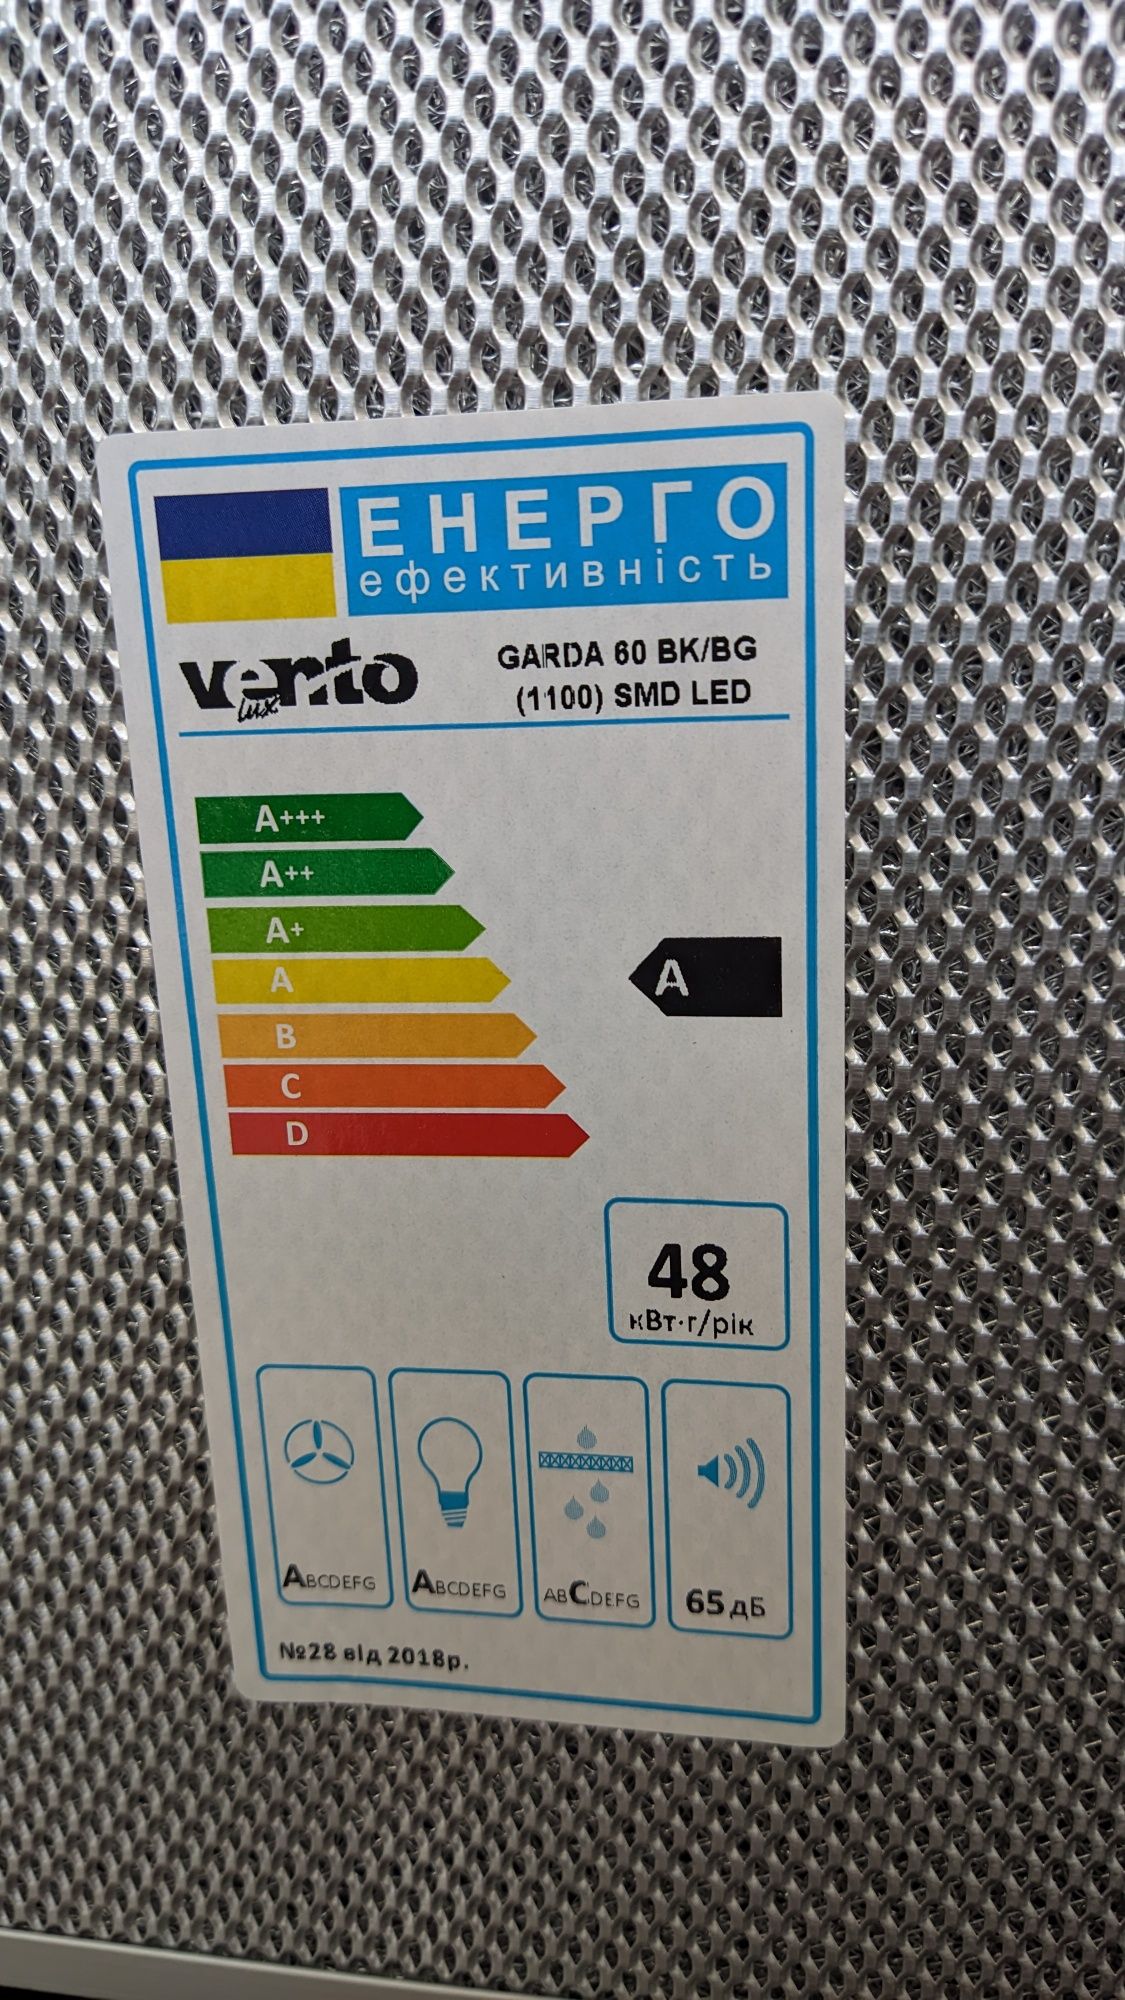 ЕНЕРГО
ефективність
vento
lux
GARDA 60 BK/BG
(1100) SMD LED
A+++
A++
A+
A
A
B
C
D
48
кВт·г/рік
ABCDEFG
ABCDEFG
ABCDEFG
65 дБ
№28 від 2018р.